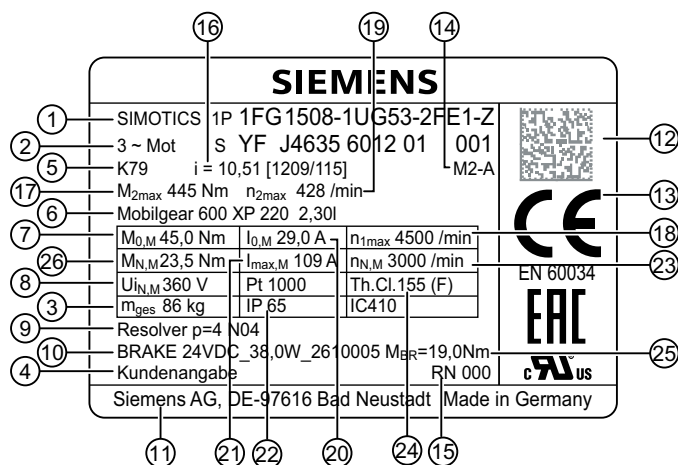 16 19 14
SIEMENS
1 SIMOTICS 1P 1FG1508-1UG53-2FE1-Z
2 3 ~ Mot S YF J4635 6012 01 001 12
5 K79 i = 10,51 [1209/115] M2-A
17 M2max 445 Nm n2max 428 /min 13
6 Mobilgear 600 XP 220 2,30l CE
7 M0,M 45,0 Nm I0,M 29,0 A n1max 4500 /min 18
26 MN,M 23,5 Nm Imax,M 109 A nN,M 3000 /min 23
8 UiN,M 360 V Pt 1000 Th.Cl.155 (F) EN 60034
3 mges 86 kg IP 65 IC410 EAC
9 Resolver p=4 N04
10 BRAKE 24VDC_38,0W_2610005 MBR=19,0Nm 25
4 Kundenangabe RN 000 c RU US
Siemens AG, DE-97616 Bad Neustadt Made in Germany
11 21 22 20 24 15